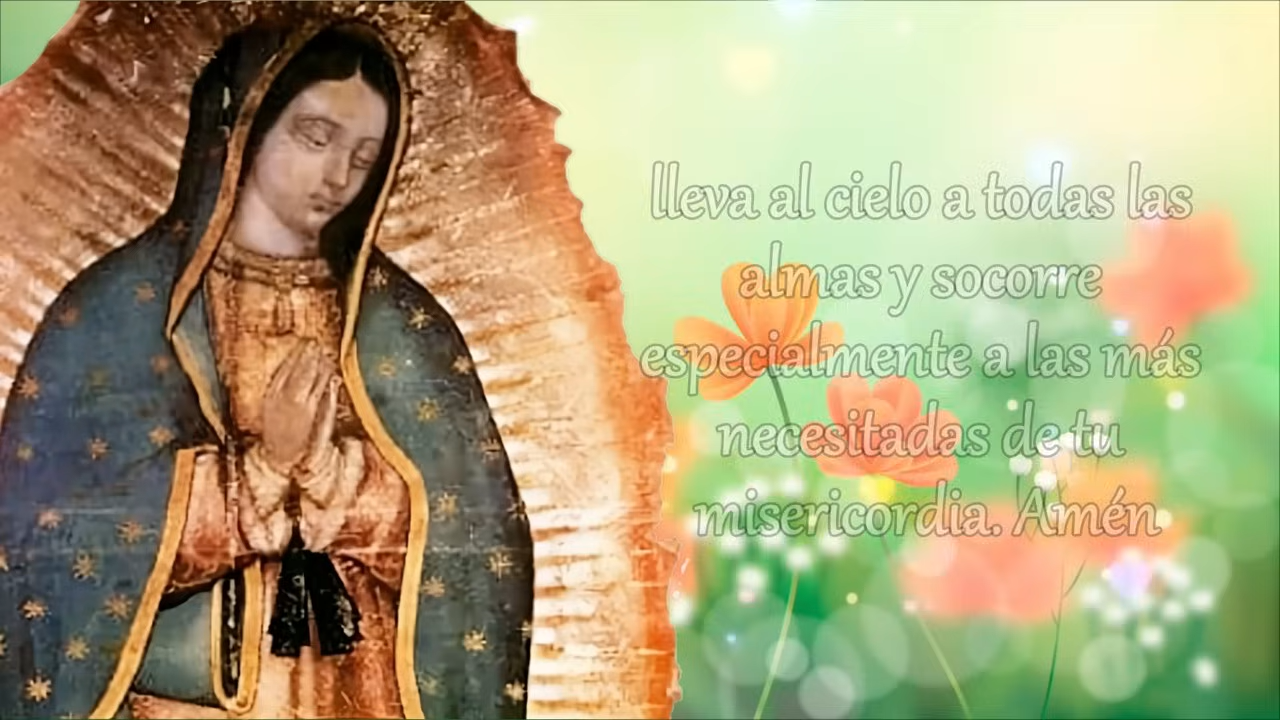 lleva al cielo a todas las
almas y socorre
especialmente a las más
necesitadas de tu
misericordia. Amén